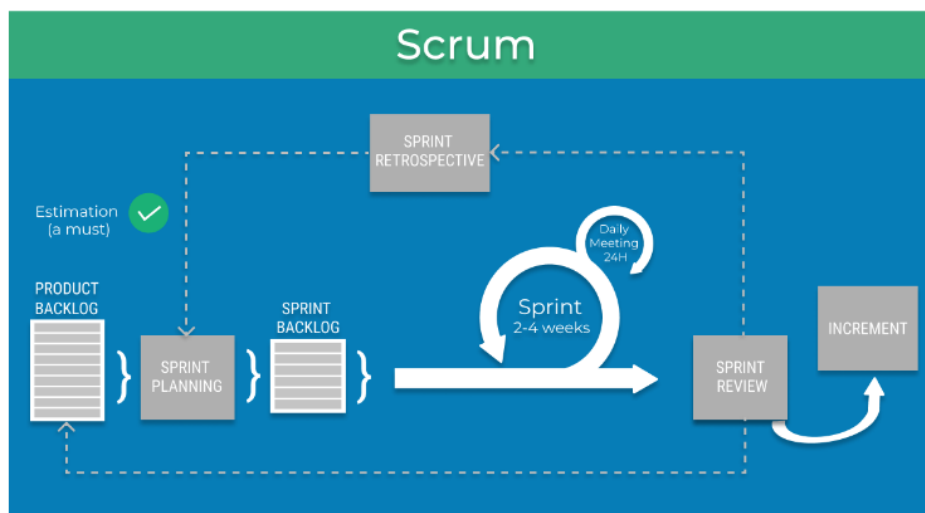 Scrum
SPRINT
RETROSPECTIVE
Estimation
(a must)
Daily
Meeting
24H
PRODUCT
BACKLOG
SPRINT
BACKLOG
Sprint
2-4 weeks
INCREMENT
SPRINT
PLANNING
SPRINT
REVIEW